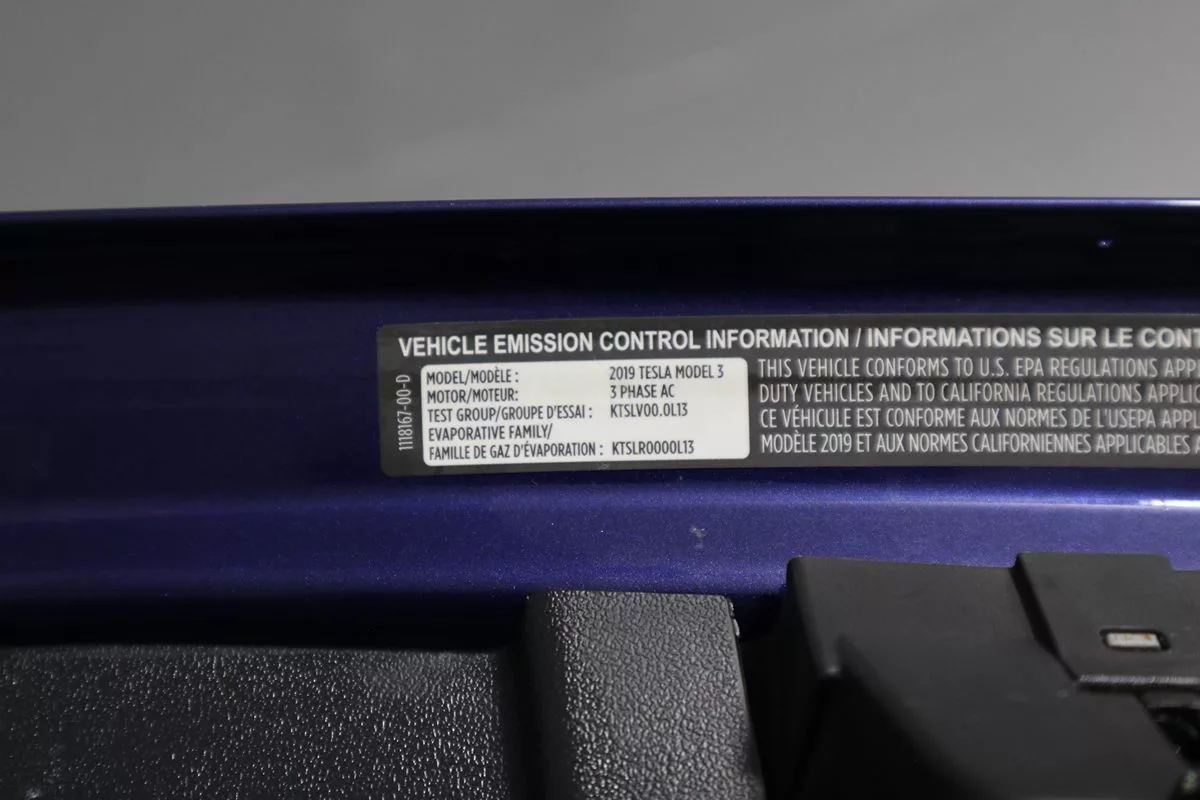 VEHICLE EMISSION CONTROL INFORMATION / INFORMATIONS SUR LE CONT
1118167-00-D
MODEL/MODÈLE : 2019 TESLA MODEL 3
MOTOR/MOTEUR: 3 PHASE AC
TEST GROUP/GROUPE D'ESSAI : KTSLV00.0L13
EVAPORATIVE FAMILY/
FAMILLE DE GAZ D'ÉVAPORATION : KTSLR0000L13
THIS VEHICLE CONFORMS TO U.S. EPA REGULATIONS APPL
DUTY VEHICLES AND TO CALIFORNIA REGULATIONS APPLI
CE VÉHICULE EST CONFORME AUX NORMES DE L'USEPA APP
MODÈLE 2019 ET AUX NORMES CALIFORNIENNES APPLICABLES A